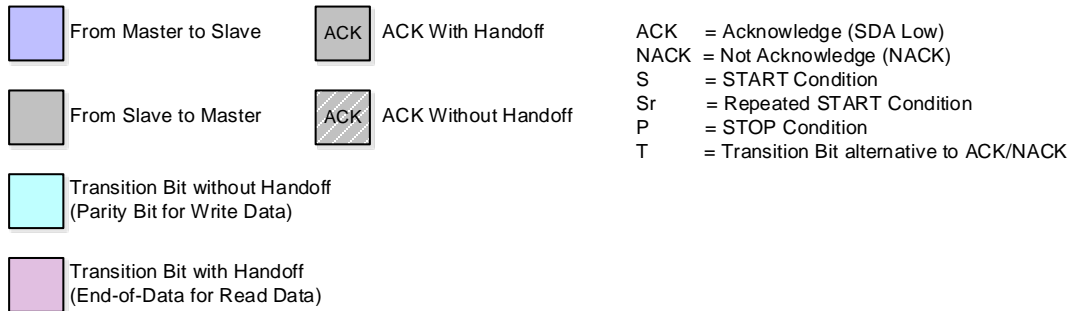 From Master to Slave
ACK
ACK With Handoff
From Slave to Master
ACK
ACK Without Handoff
Transition Bit without Handoff
(Parity Bit for Write Data)
Transition Bit with Handoff
(End-of-Data for Read Data)
ACK = Acknowledge (SDA Low)
NACK = Not Acknowledge (NACK)
S = START Condition
Sr = Repeated START Condition
P = STOP Condition
T = Transition Bit alternative to ACK/NACK